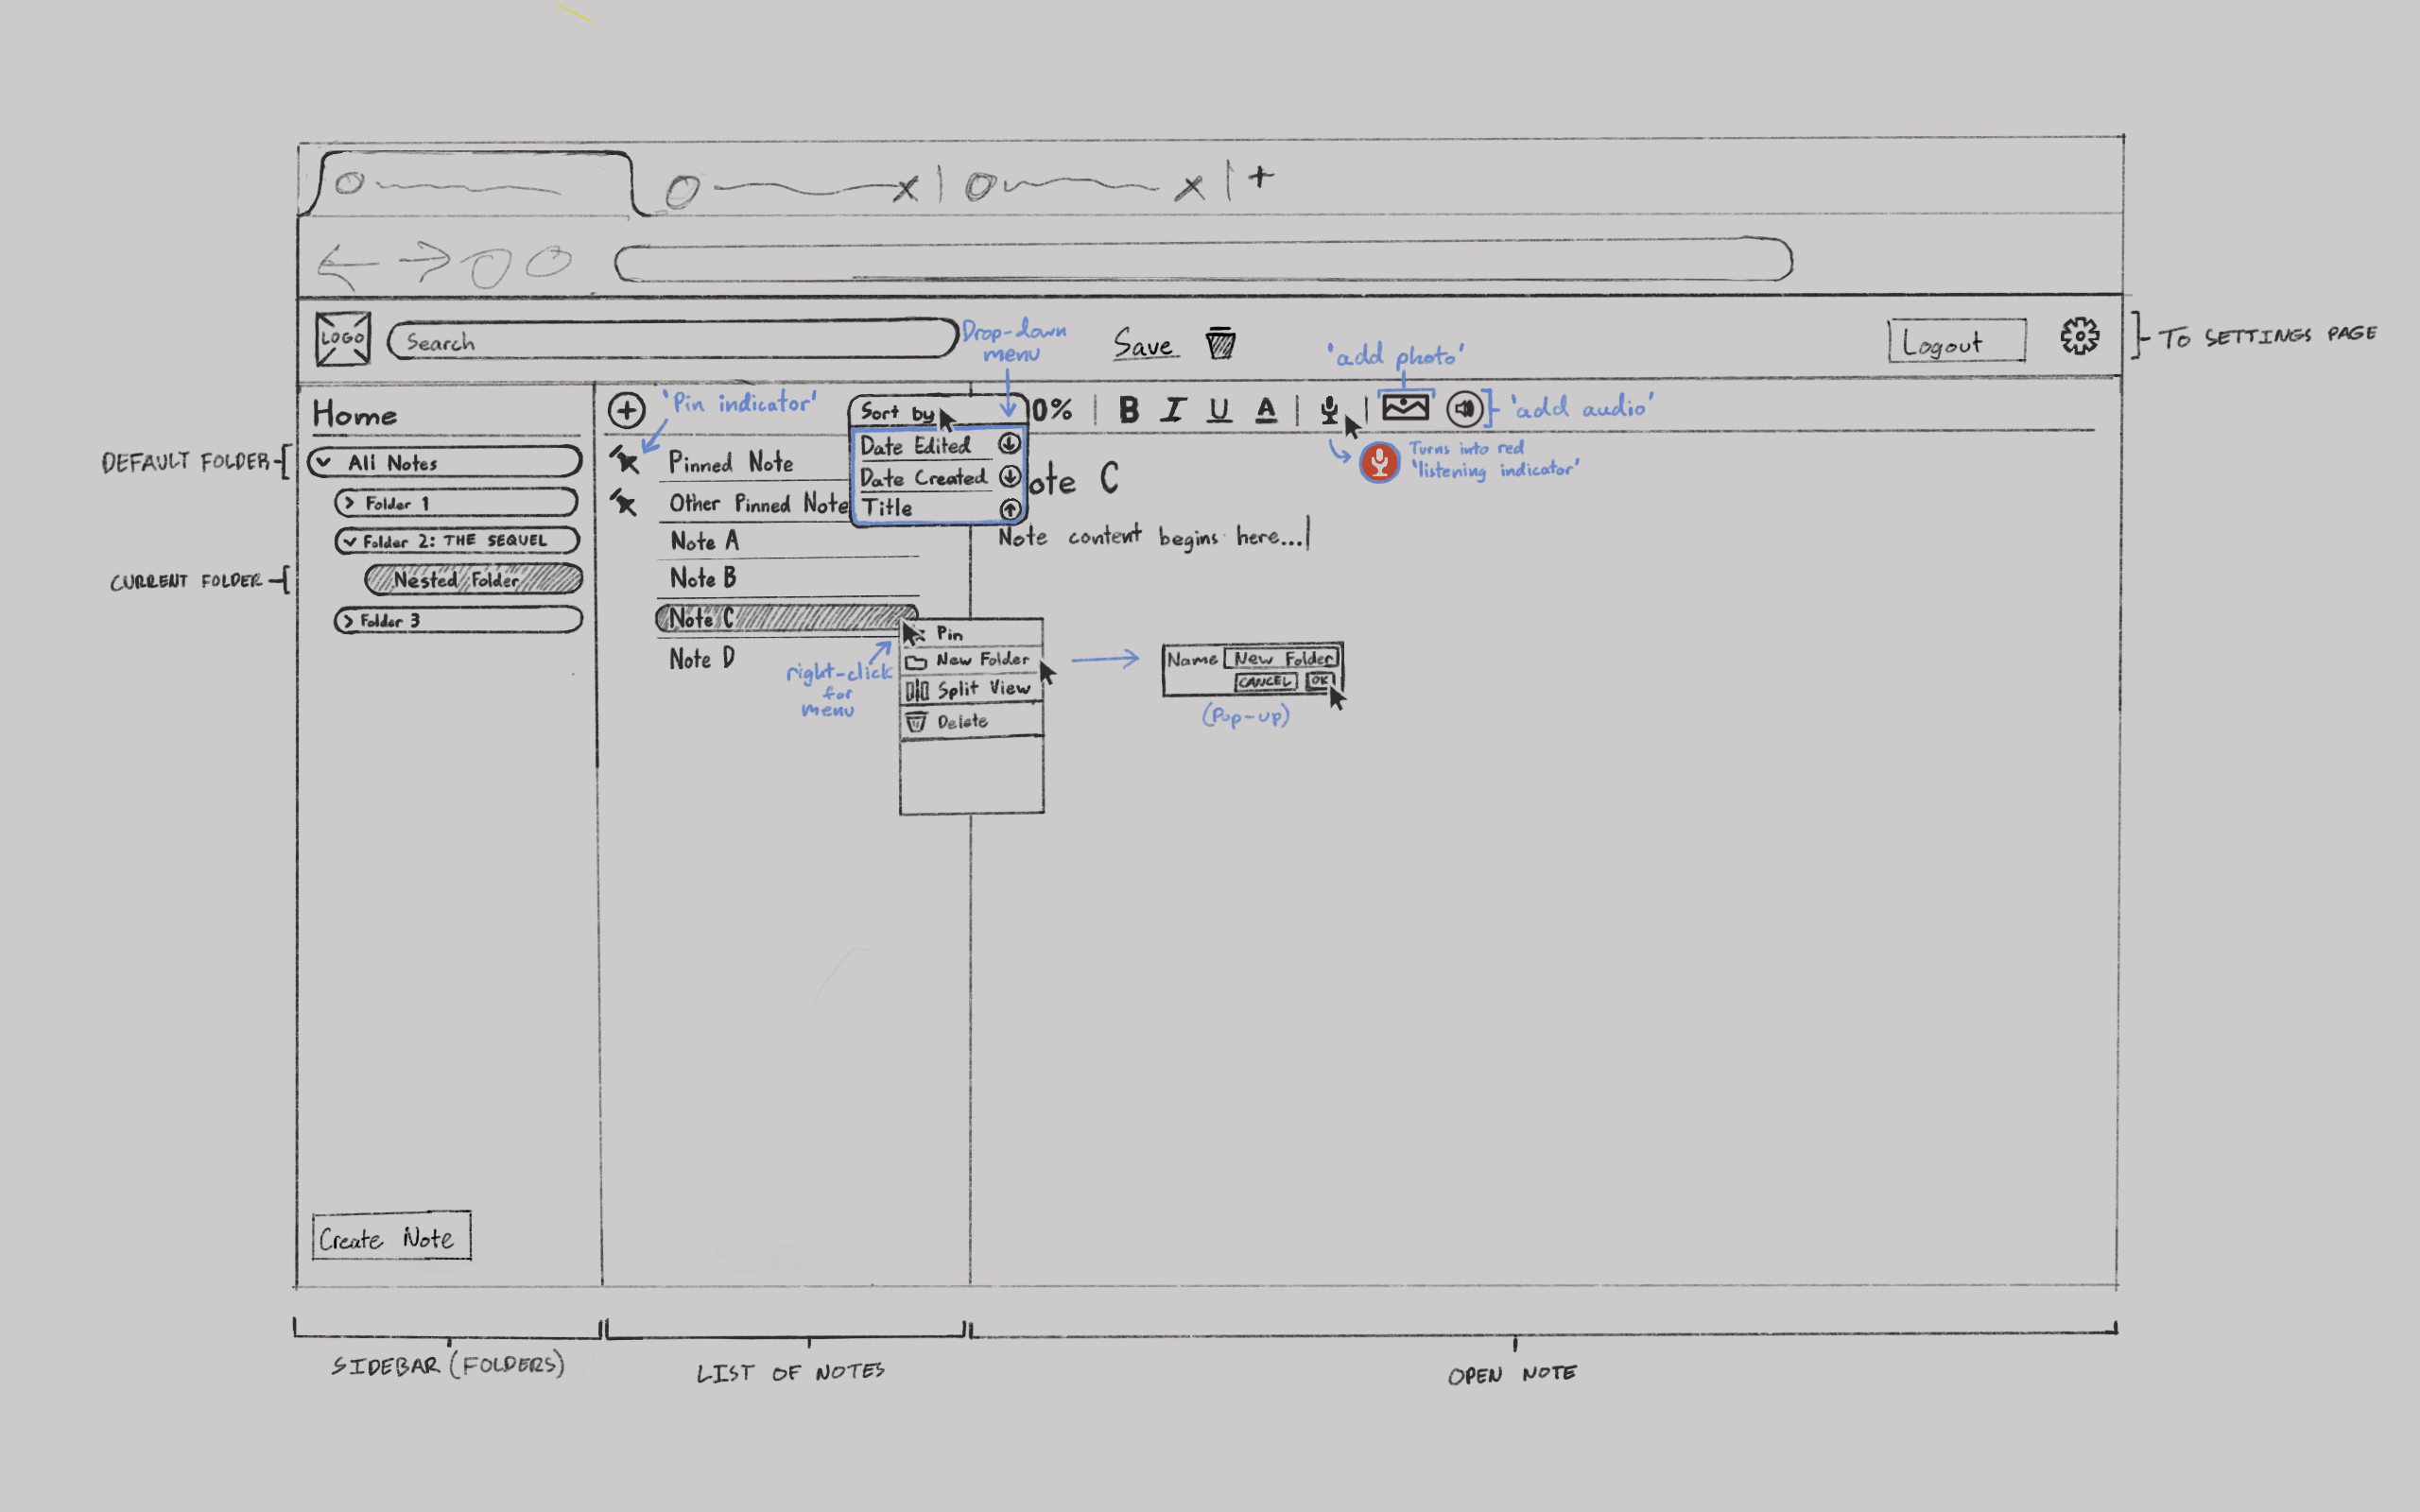 LOGO
Search
Drop-down
menu
Save
'add photo'
Logout
TO SETTINGS PAGE
Home
'Pin indicator'
Sort by
0%
B I U A
'add audio'
DEFAULT FOLDER
All Notes
Pinned Note
Date Edited
Turns into red
'listening indicator'
Folder 1
Other Pinned Note
Date Created
Title
ote C
Folder 2: THE SEQUEL
Note A
Note content begins here...
CURRENT FOLDER
Nested Folder
Note B
Folder 3
Note C
Note D
right-click
for
menu
Pin
New Folder
Split View
Delete
Name New Folder
CANCEL OK
(Pop-up)
Create Note
SIDEBAR (FOLDERS)
LIST OF NOTES
OPEN NOTE